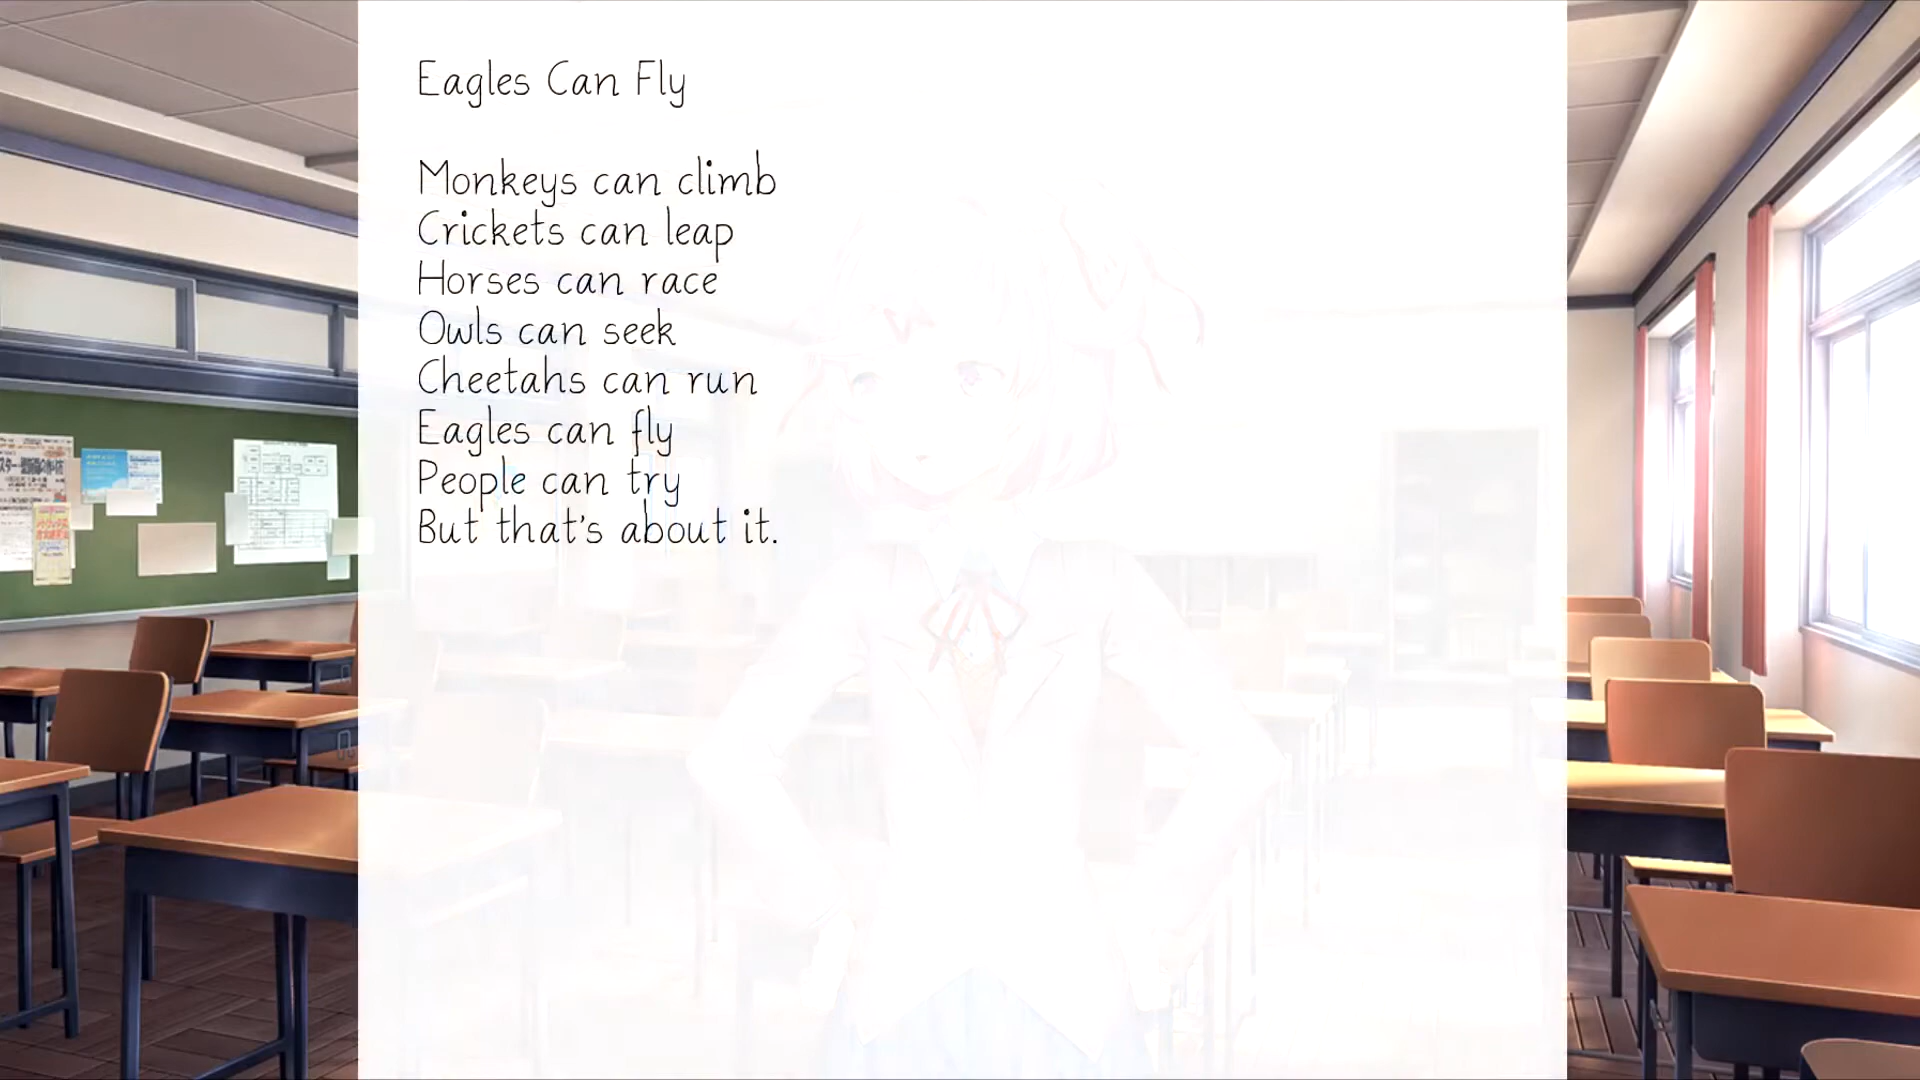 Eagles Can Fly
Monkeys can climb
Crickets can leap
Horses can race
Owls can seek
Cheetahs can run
Eagles can fly
People can try
But that's about it.